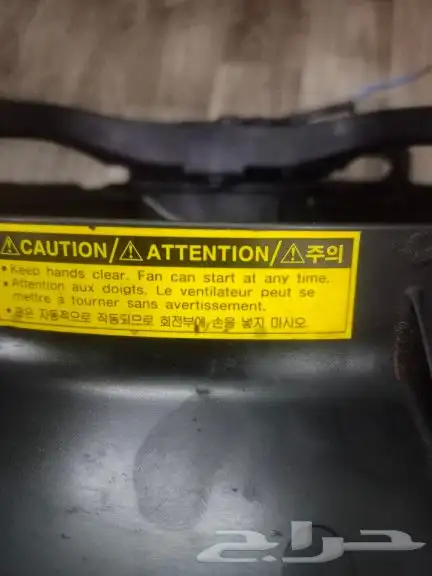 ⚠CAUTION/⚠ATTENTION/⚠주의
• Keep hands clear. Fan can start at any time.
• Attention aux doigts. Le ventilateur peut se
mettre à tourner sans avertissement.
• 팬은 자동적으로 작동되므로 회전부에 손을 넣지 마시오.
حراج